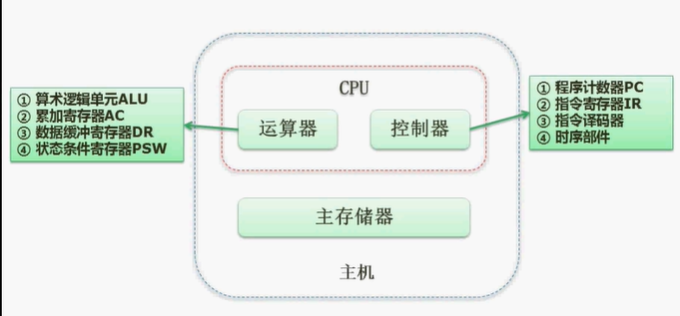 CPU
① 算术逻辑单元ALU
② 累加寄存器AC
③ 数据缓冲寄存器DR
④ 状态条件寄存器PSW
运算器
控制器
① 程序计数器PC
② 指令寄存器IR
③ 指令译码器
④ 时序部件
主存储器
主机